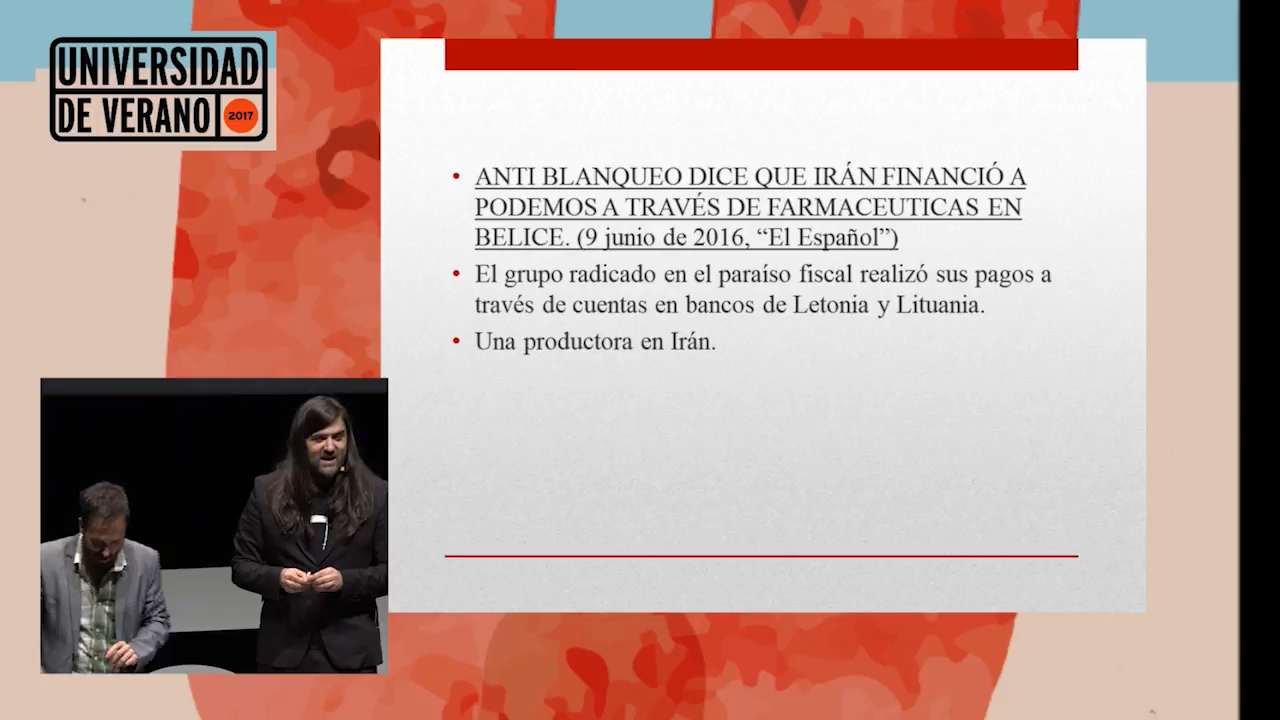 UNIVERSIDAD
DE VERANO 2017
• ANTI BLANQUEO DICE QUE IRÁN FINANCIÓ A
PODEMOS A TRAVÉS DE FARMACEUTICAS EN
BELICE. (9 junio de 2016, “El Español”)
• El grupo radicado en el paraíso fiscal realizó sus pagos a
través de cuentas en bancos de Letonia y Lituania.
• Una productora en Irán.